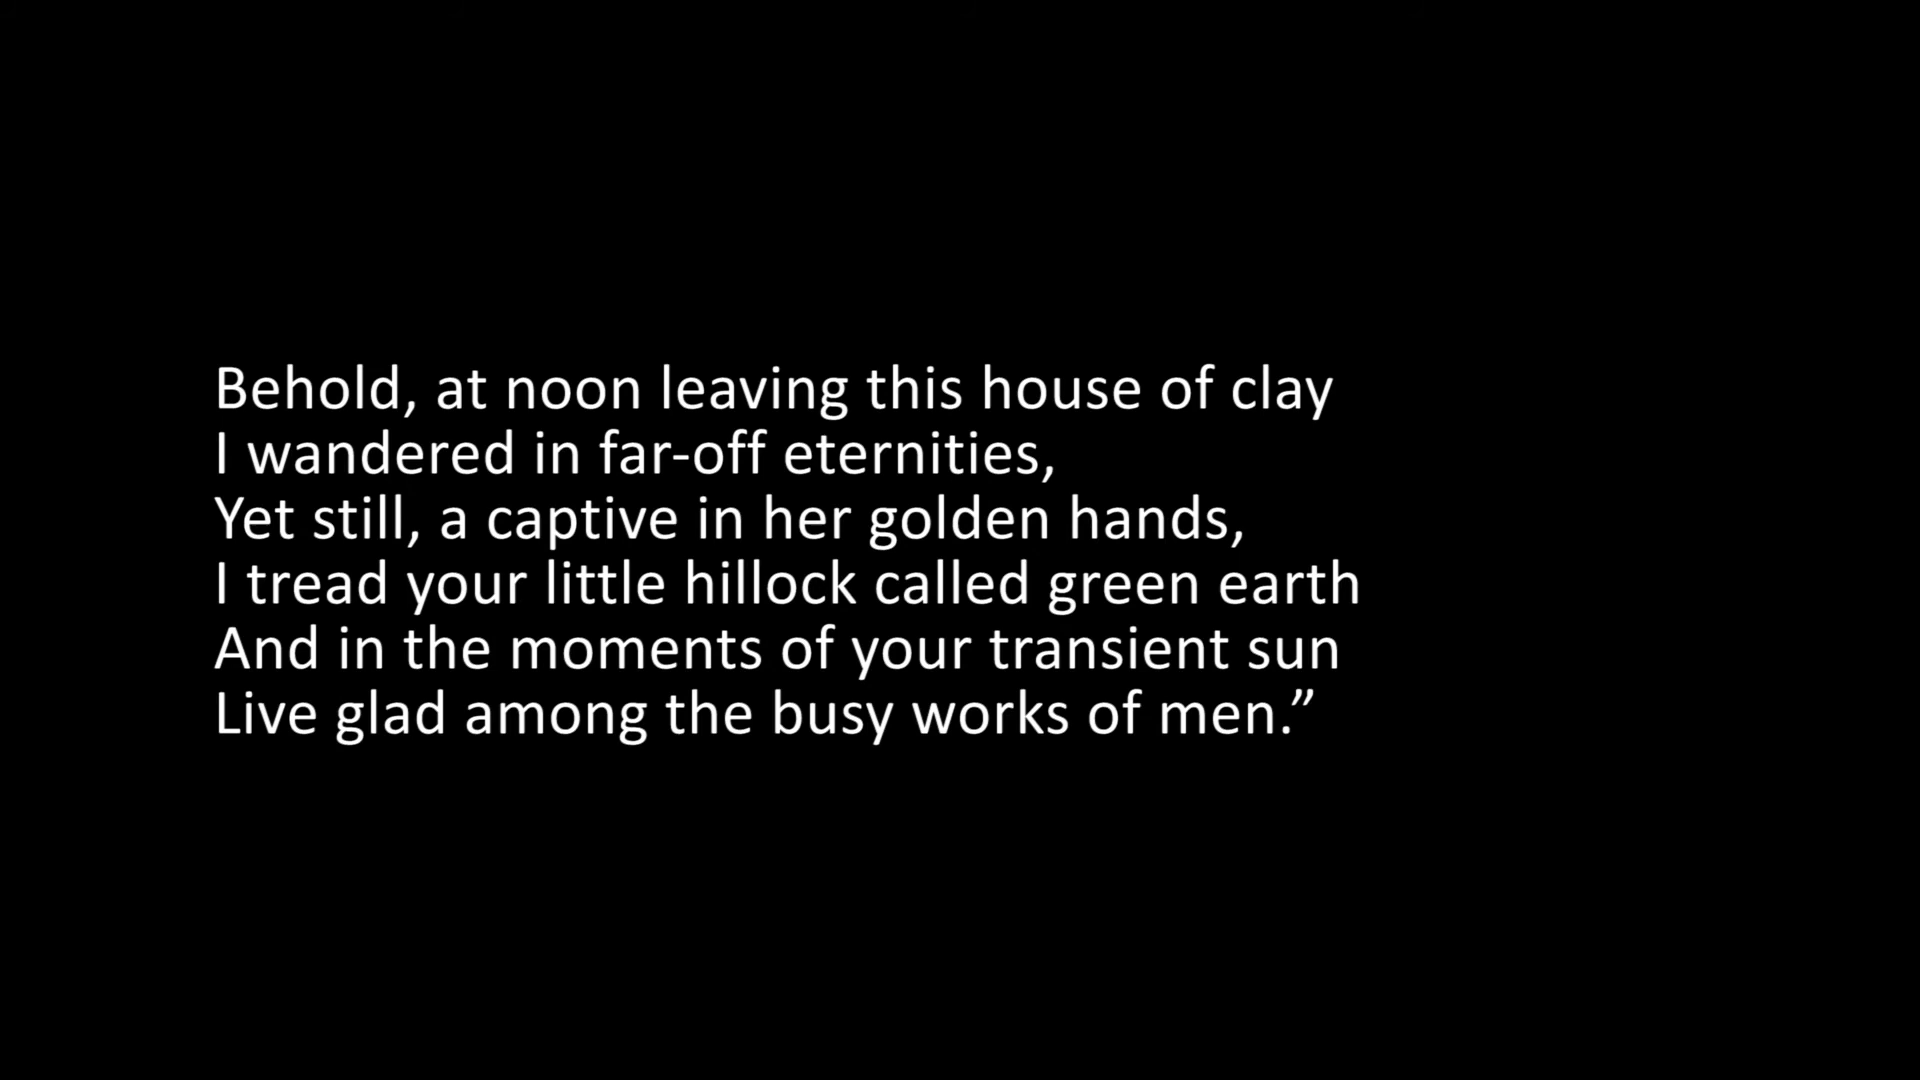 Behold, at noon leaving this house of clay
I wandered in far-off eternities,
Yet still, a captive in her golden hands,
I tread your little hillock called green earth
And in the moments of your transient sun
Live glad among the busy works of men.”